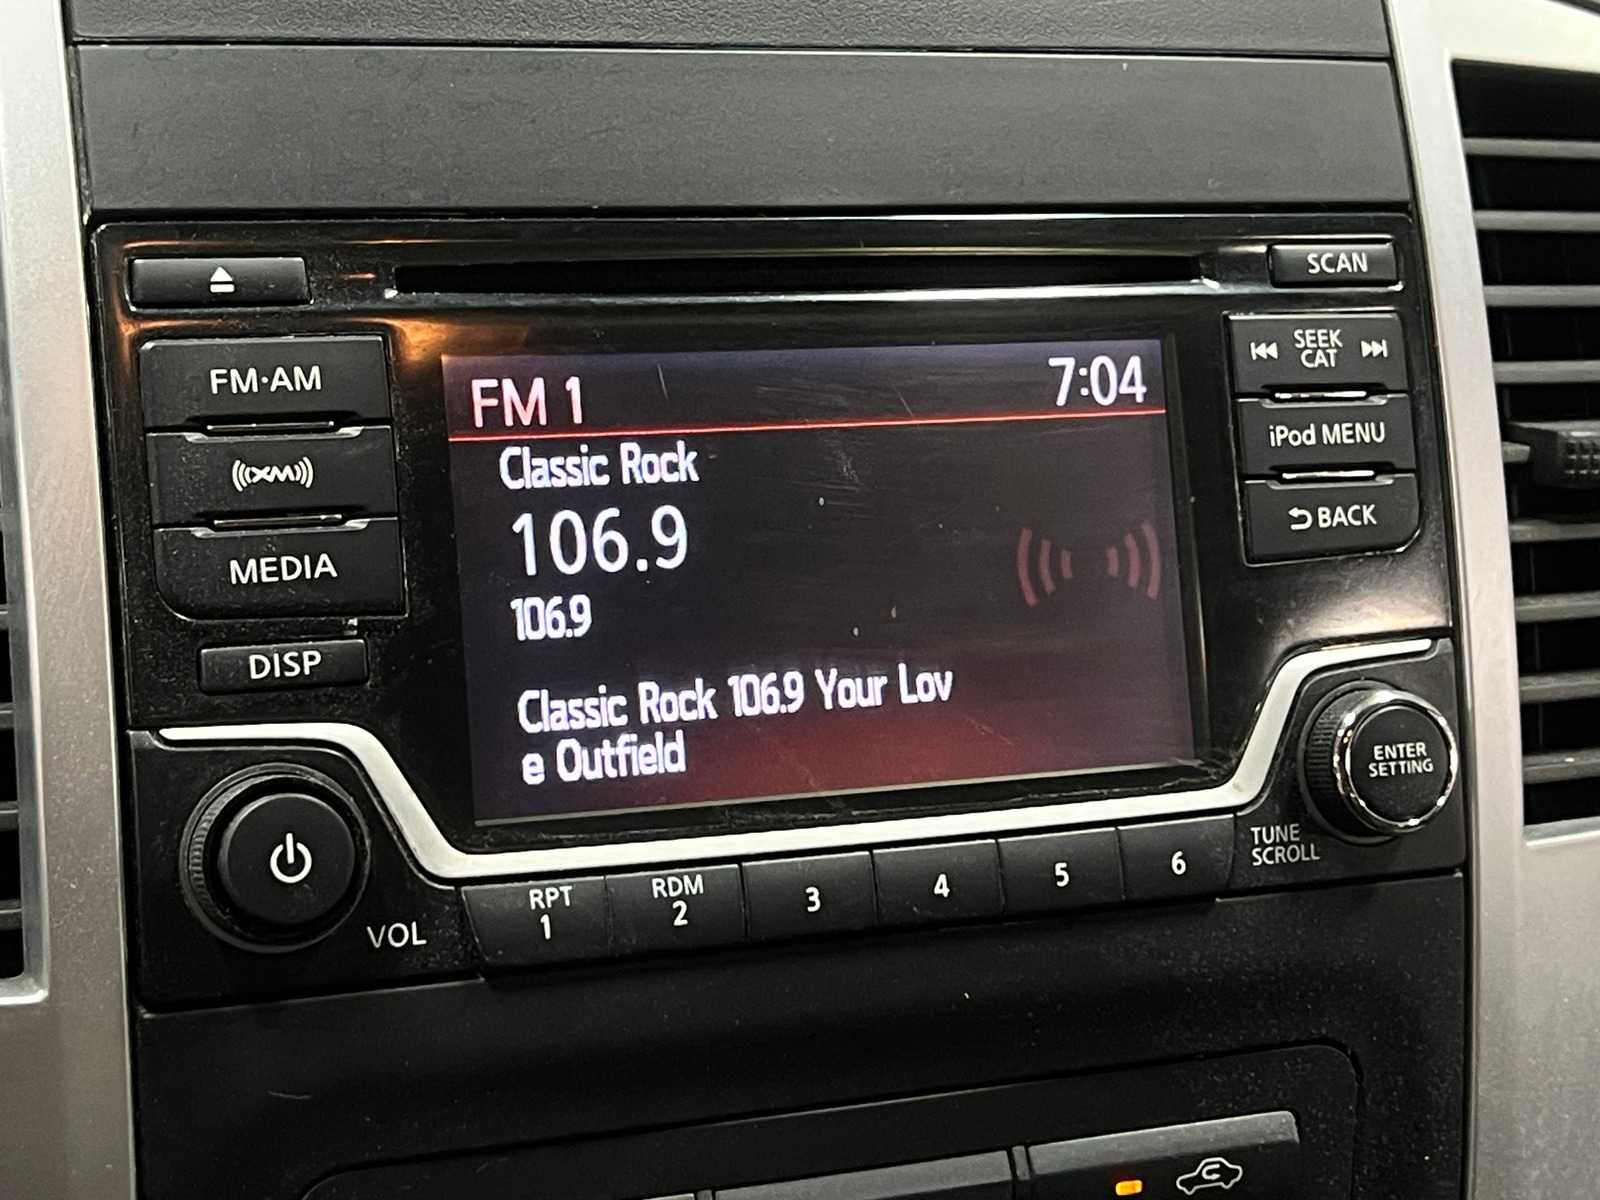 SCAN
FM·AM
SEEK
CAT
FM 1
7:04
Classic Rock
iPod MENU
XM
106.9
BACK
MEDIA
106.9
DISP
Classic Rock 106.9 Your Lov
e Outfield
ENTER
SETTING
TUNE
SCROLL
VOL
RPT
1
RDM
2
3
4
5
6